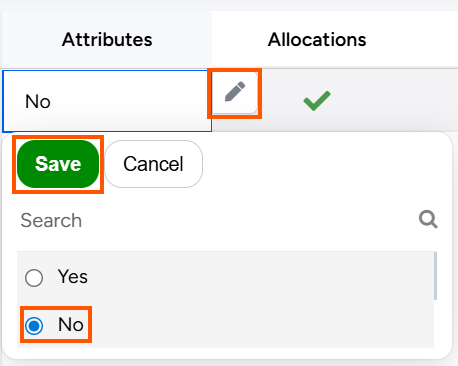 Attributes Allocations
No
Save Cancel
Search
Yes
No